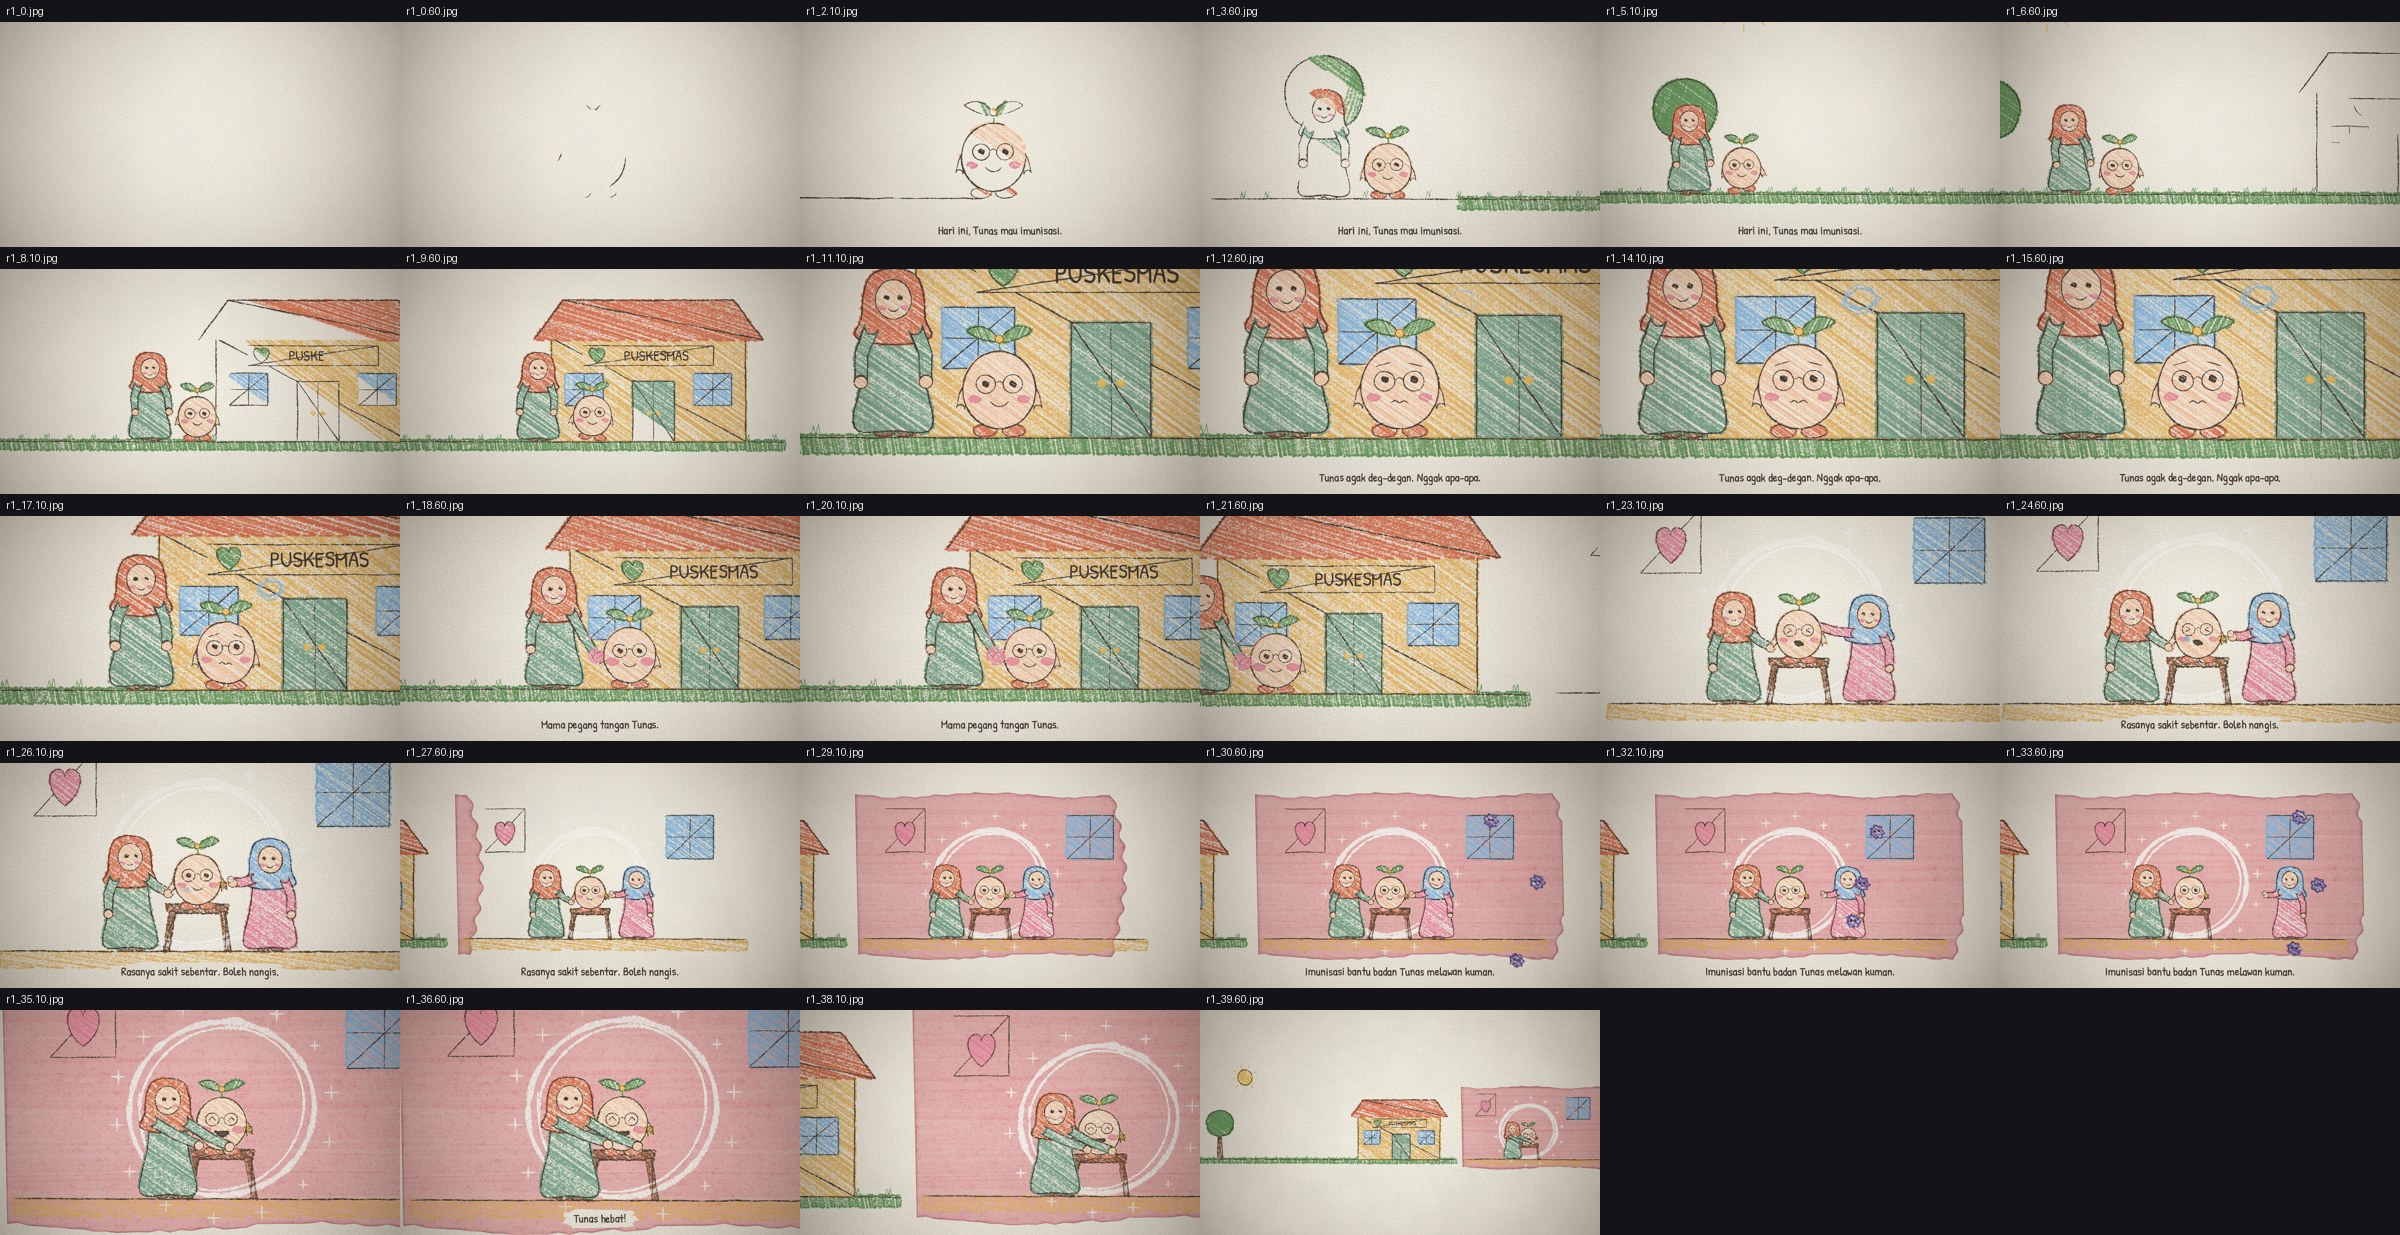 r1_0.jpg
r1_0.60.jpg
r1_2.10.jpg
r1_3.60.jpg
r1_5.10.jpg
r1_6.60.jpg
Hari ini, Tunas mau imunisasi.
Hari ini, Tunas mau imunisasi.
Hari ini, Tunas mau imunisasi.
r1_8.10.jpg
r1_9.60.jpg
r1_11.10.jpg
r1_12.60.jpg
r1_14.10.jpg
r1_15.60.jpg
PUSKE
PUSKESMAS
PUSKESMAS
Tunas agak deg-degan. Nggak apa-apa.
Tunas agak deg-degan. Nggak apa-apa.
Tunas agak deg-degan. Nggak apa-apa.
r1_17.10.jpg
r1_18.60.jpg
r1_20.10.jpg
r1_21.60.jpg
r1_23.10.jpg
r1_24.60.jpg
PUSKESMAS
PUSKESMAS
PUSKESMAS
PUSKESMAS
Mama pegang tangan Tunas.
Mama pegang tangan Tunas.
Rasanya sakit sebentar. Boleh nangis.
r1_26.10.jpg
r1_27.60.jpg
r1_29.10.jpg
r1_30.60.jpg
r1_32.10.jpg
r1_33.60.jpg
Rasanya sakit sebentar. Boleh nangis.
Rasanya sakit sebentar. Boleh nangis.
Imunisasi bantu badan Tunas melawan kuman.
Imunisasi bantu badan Tunas melawan kuman.
Imunisasi bantu badan Tunas melawan kuman.
r1_35.10.jpg
r1_36.60.jpg
r1_38.10.jpg
r1_39.60.jpg
Tunas hebat!
PUSKESMAS